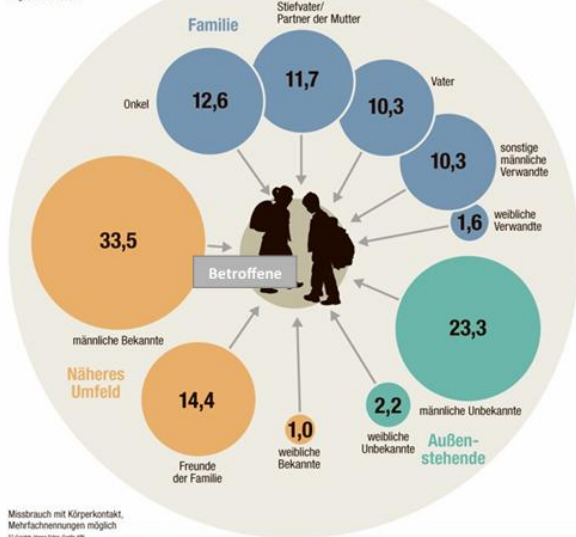 Familie
Stiefvater/
Partner der Mutter
11,7
Onkel
12,6
Vater
10,3
10,3
sonstige
männliche
Verwandte
1,6
weibliche
Verwandte
33,5
männliche Bekannte
Betroffene
23,3
männliche Unbekannte
Näheres
Umfeld
14,4
Freunde
der Familie
1,0
weibliche
Bekannte
2,2
weibliche
Unbekannte
Außen-
stehende
Missbrauch mit Körperkontakt,
Mehrfachnennungen möglich